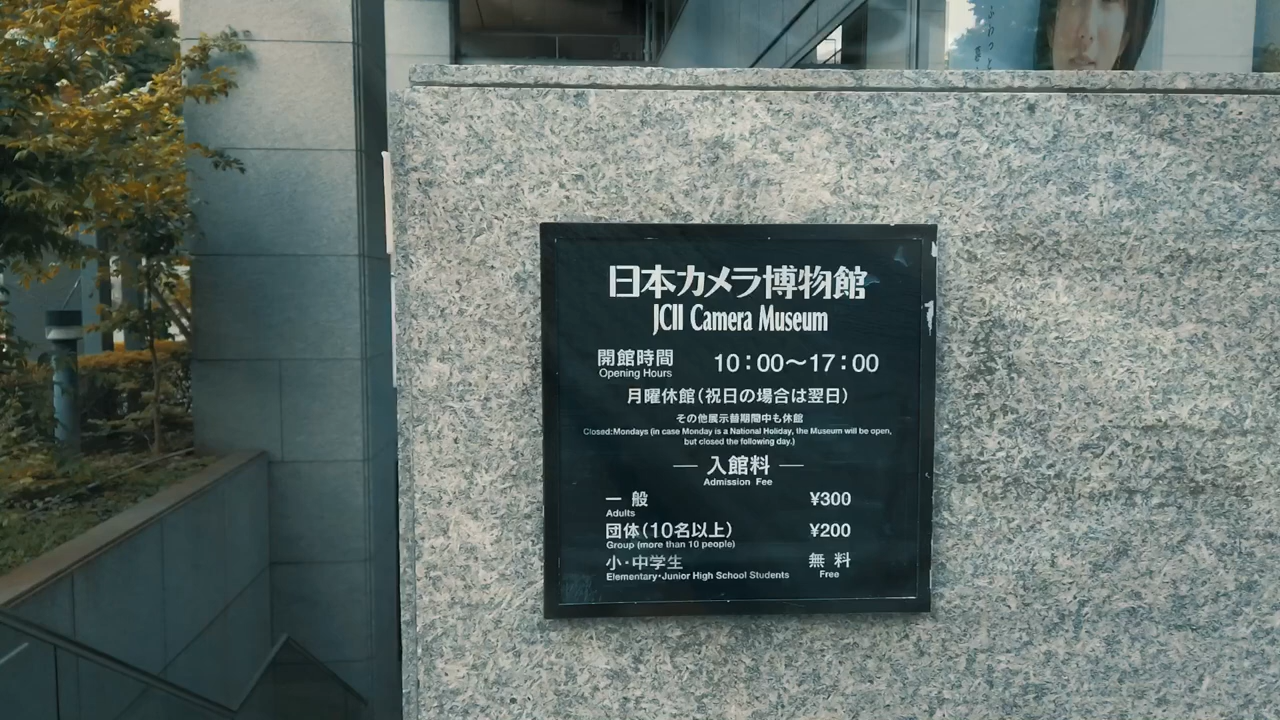 日本カメラ博物館
JCII Camera Museum
開館時間 10：00〜17：00
Opening Hours
月曜休館（祝日の場合は翌日）
その他展示替期間中も休館
Closed:Mondays (in case Monday is a National Holiday, the Museum will be open,
but closed the following day.)
入館料
Admission Fee
一般 ¥300
Adults
団体（10名以上） ¥200
Group (more than 10 people)
小・中学生 無料
Elementary・Junior High School Students Free